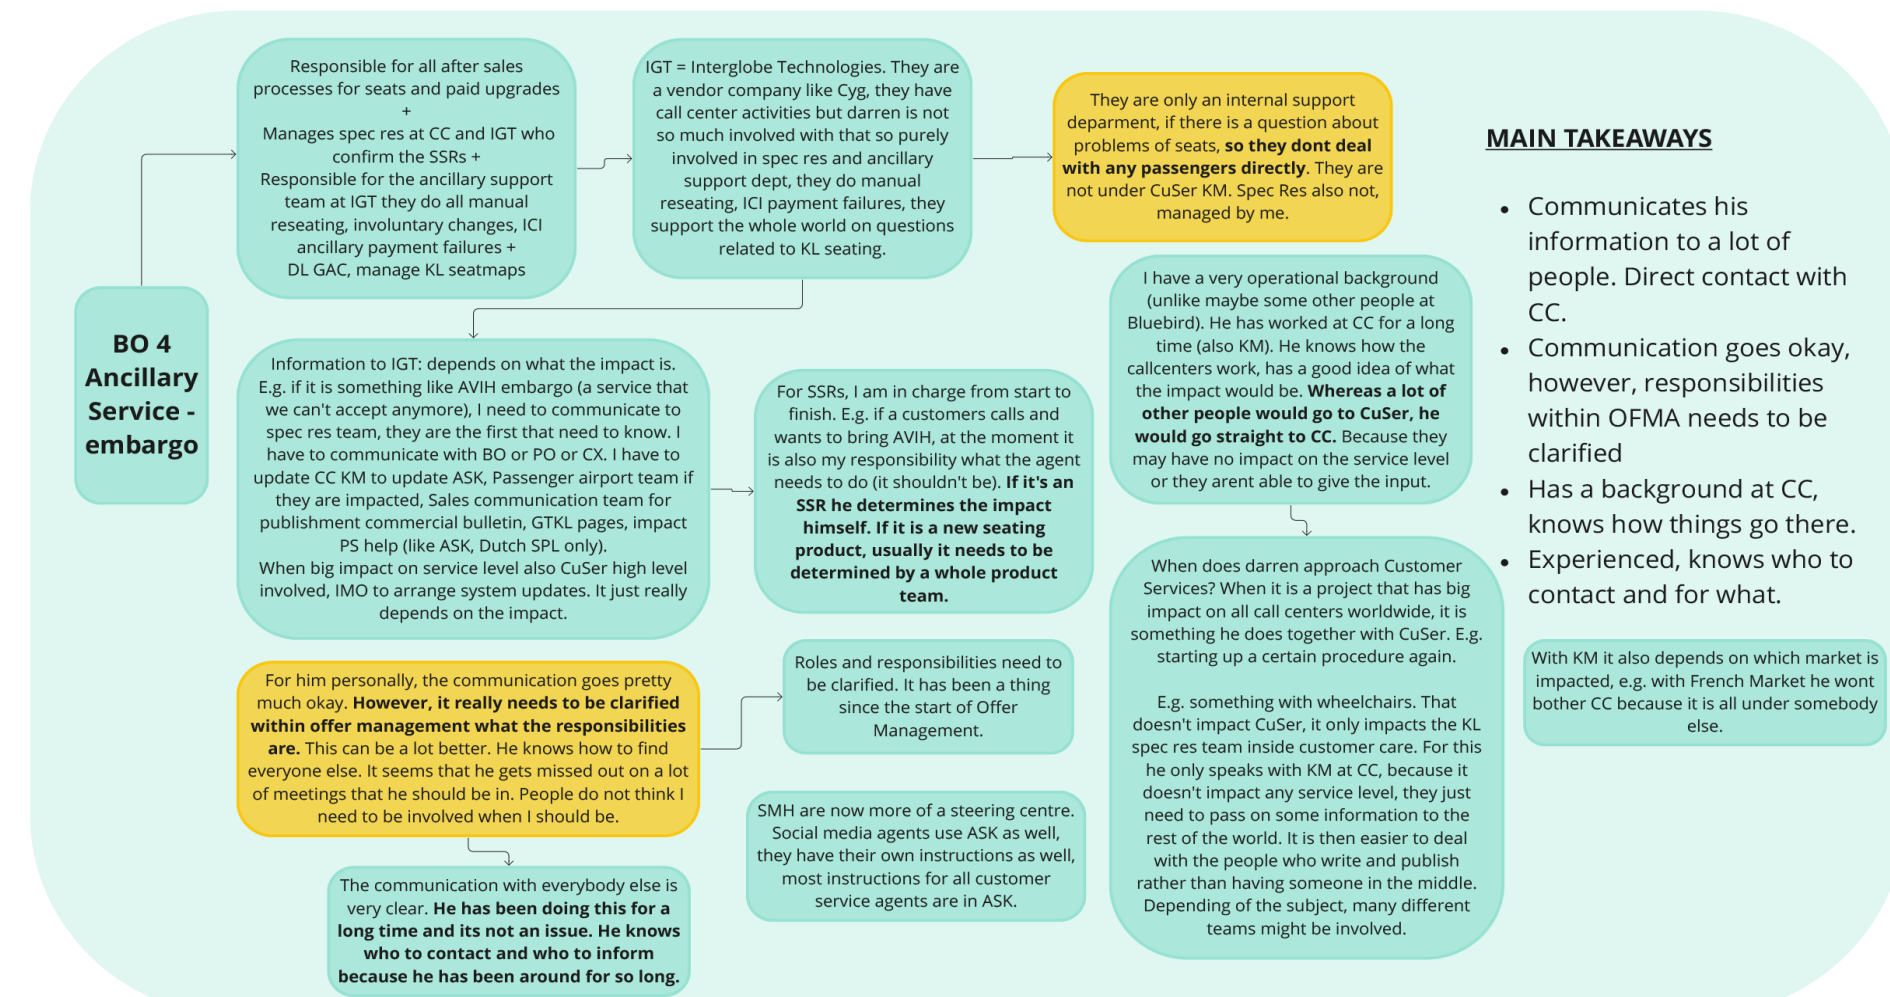 BO 4
Ancillary
Service -
embargo
Responsible for all after sales
processes for seats and paid upgrades
+
Manages spec res at CC and IGT who
confirm the SSRs +
Responsible for the ancillary support
team at IGT they do all manual
reseating, involuntary changes, ICI
ancillary payment failures +
DL GAC, manage KL seatmaps
IGT = Interglobe Technologies. They are
a vendor company like Cyg, they have
call center activities but darren is not
so much involved with that so purely
involved in spec res and ancillary
support dept, they do manual
reseating, ICI payment failures, they
support the whole world on questions
related to KL seating.
They are only an internal support
deparment, if there is a question about
problems of seats, so they dont deal
with any passengers directly. They are
not under CuSer KM. Spec Res also not,
managed by me.
Information to IGT: depends on what the impact is.
E.g. if it is something like AVIH embargo (a service that
we can't accept anymore), I need to communicate to
spec res team, they are the first that need to know. I
have to communicate with BO or PO or CX. I have to
update CC KM to update ASK, Passenger airport team if
they are impacted, Sales communication team for
publishment commercial bulletin, GTKL pages, impact
PS help (like ASK, Dutch SPL only).
When big impact on service level also CuSer high level
involved, IMO to arrange system updates. It just really
depends on the impact.
For SSRs, I am in charge from start to
finish. E.g. if a customers calls and
wants to bring AVIH, at the moment it
is also my responsibility what the agent
needs to do (it shouldn't be). If it's an
SSR he determines the impact
himself. If it is a new seating
product, usually it needs to be
determined by a whole product
team.
I have a very operational background
(unlike maybe some other people at
Bluebird). He has worked at CC for a long
time (also KM). He knows how the
callcenters work, has a good idea of what
the impact would be. Whereas a lot of
other people would go to CuSer, he
would go straight to CC. Because they
may have no impact on the service level
or they arent able to give the input.
When does darren approach Customer
Services? When it is a project that has big
impact on all call centers worldwide, it is
something he does together with CuSer. E.g.
starting up a certain procedure again.
E.g. something with wheelchairs. That
doesn't impact CuSer, it only impacts the KL
spec res team inside customer care. For this
he only speaks with KM at CC, because it
doesn't impact any service level, they just
need to pass on some information to the
rest of the world. It is then easier to deal
with the people who write and publish
rather than having someone in the middle.
Depending of the subject, many different
teams might be involved.
For him personally, the communication goes pretty
much okay. However, it really needs to be clarified
within offer management what the responsibilities
are. This can be a lot better. He knows how to find
everyone else. It seems that he gets missed out on a lot
of meetings that he should be in. People do not think I
need to be involved when I should be.
Roles and responsibilities need to
be clarified. It has been a thing
since the start of Offer
Management.
The communication with everybody else is
very clear. He has been doing this for a
long time and its not an issue. He knows
who to contact and who to inform
because he has been around for so long.
SMH are now more of a steering centre.
Social media agents use ASK as well,
they have their own instructions as well,
most instructions for all customer
service agents are in ASK.
MAIN TAKEAWAYS
• Communicates his
information to a lot of
people. Direct contact with
CC.
• Communication goes okay,
however, responsibilities
within OFMA needs to be
clarified
• Has a background at CC,
knows how things go there.
• Experienced, knows who to
contact and for what.
With KM it also depends on which market is
impacted, e.g. with French Market he wont
bother CC because it is all under somebody
else.